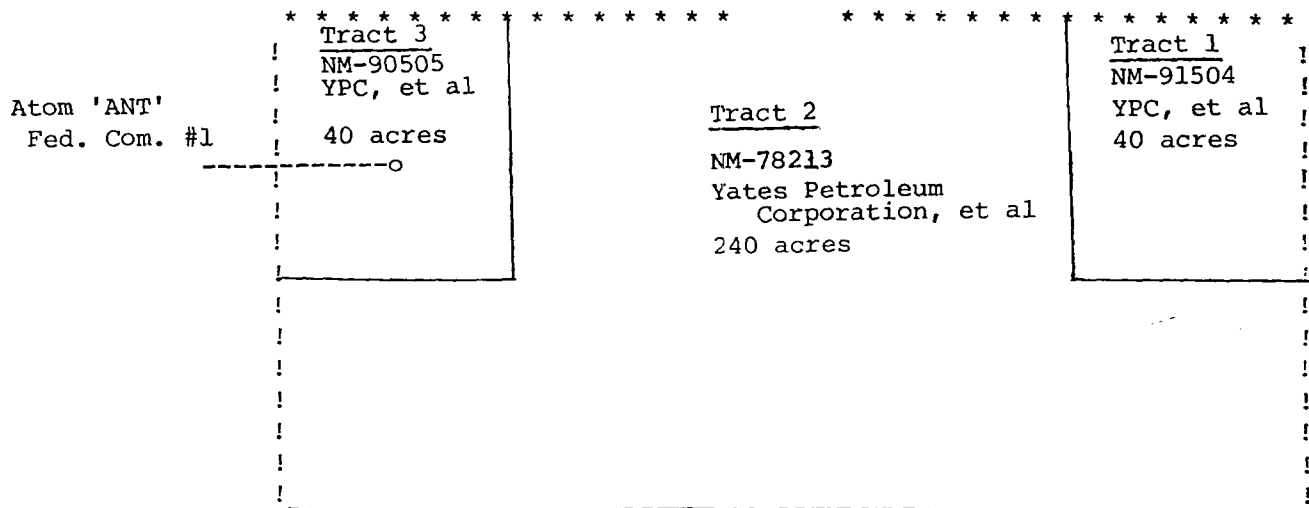 Tract 3
NM-90505
YPC, et al
40 acres
Atom 'ANT'
Fed. Com. #1
Tract 2
NM-78213
Yates Petroleum
Corporation, et al
240 acres
Tract 1
NM-91504
YPC, et al
40 acres